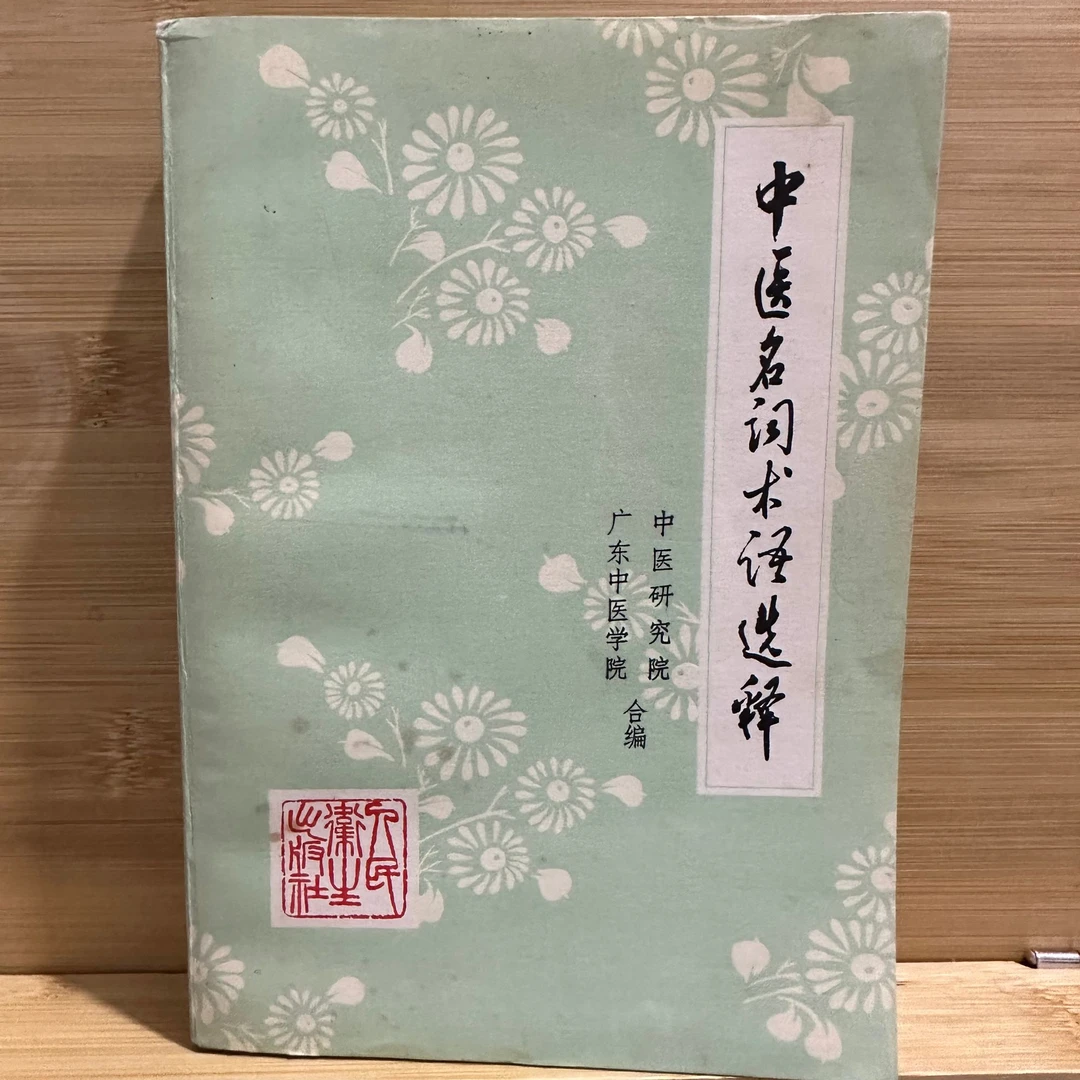 中医名词术语选释
中医研究院
广东中医学院
合编
人民
卫生
出版社